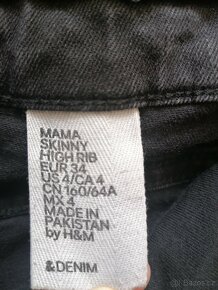 MAMA
SKINNY
HIGH RIB
EUR 34
US 4/CA 4
CN 160/64A
MX 4
MADE IN
PAKISTAN
by H&M
&DENIM